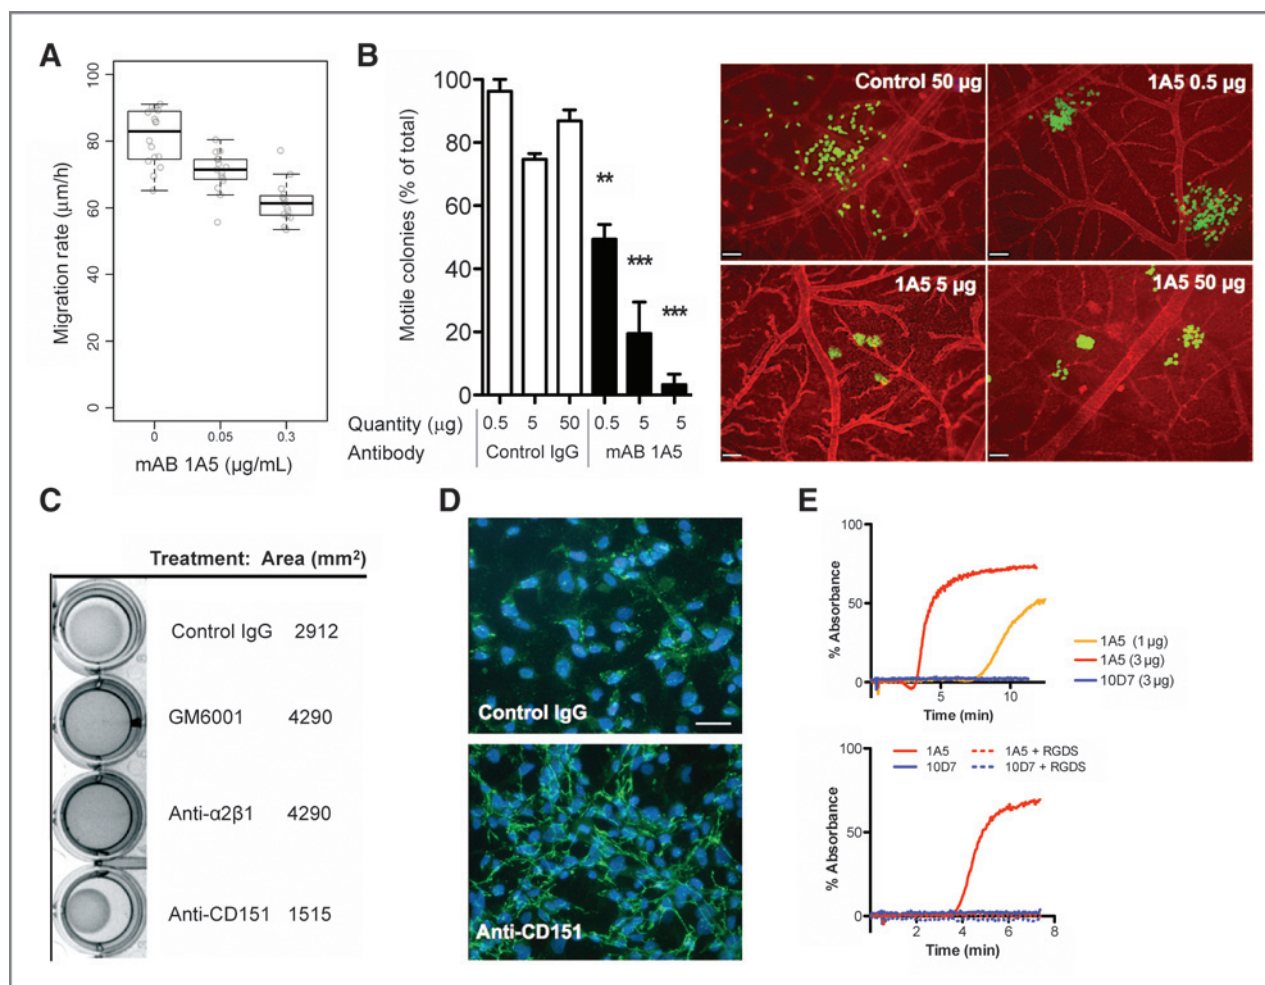 A
Migration rate (µm/h)
100
80
60
40
20
0
0 0.05 0.3
mAB 1A5 (µg/mL)
B
Motile colonies (% of total)
100
80
60
40
20
0
**
***
***
Quantity (µg) 0.5 5 50 0.5 5 5
Antibody Control IgG mAB 1A5
Control 50 µg
1A5 0.5 µg
1A5 5 µg
1A5 50 µg
C
Treatment: Area (mm²)
Control IgG 2912
GM6001 4290
Anti-α2β1 4290
Anti-CD151 1515
D
Control IgG
Anti-CD151
E
% Absorbance
100
50
0
5 10
Time (min)
1A5 (1 µg)
1A5 (3 µg)
10D7 (3 µg)
% Absorbance
100
50
0
1A5 1A5 + RGDS
10D7 10D7 + RGDS
2 4 6 8
Time (min)